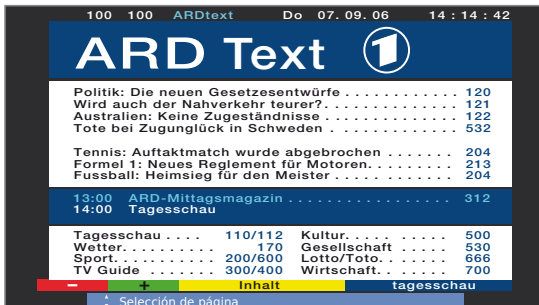 100 100 ARDtext Do 07. 09. 06 14 : 14 : 42
ARD Text 1
Politik: Die neuen Gesetzesentwürfe . . . . . . . . . . . . 120
Wird auch der Nahverkehr teurer?. . . . . . . . . . . . . . 121
Australien: Keine Zugeständnisse . . . . . . . . . . . . . . 122
Tote bei Zugunglück in Schweden . . . . . . . . . . . . . 532
Tennis: Auftaktmatch wurde abgebrochen . . . . . . . 204
Formel 1: Neues Reglement für Motoren. . . . . . . . . 213
Fussball: Heimsieg für den Meister . . . . . . . . . . . . . 204
13:00 ARD-Mittagsmagazin . . . . . . . . . . . . . . . . . 312
14:00 Tagesschau
Tagesschau . . . . 110/112 Kultur. . . . . . 500
Wetter. . . . . . . . . . 170 Gesellschaft . . . . . 530
Sport. . . . . . . . . 200/600 Lotto/Toto. . . . . 666
TV Guide . . . . . . . 300/400 Wirtschaft. . . . . 700
− + Inhalt tagesschau
Selección de página